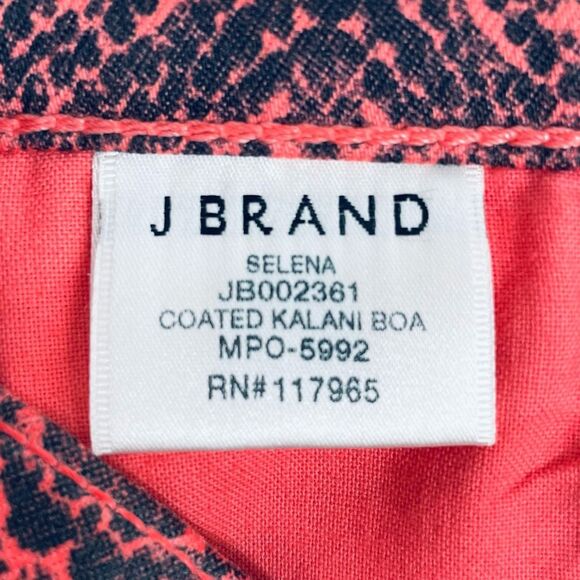 J BRAND
SELENA
JB002361
COATED KALANI BOA
MPO-5992
RN#117965